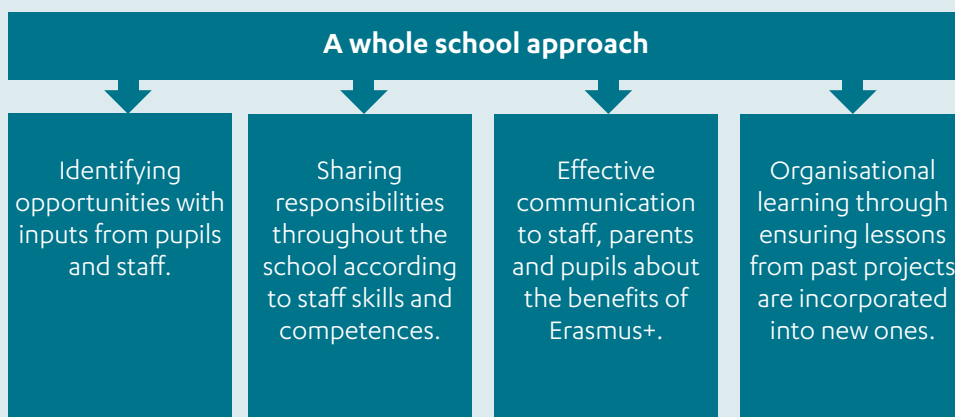 A whole school approach
Identifying
opportunities with
inputs from pupils
and staff.
Sharing
responsibilities
throughout the
school according
to staff skills and
competences.
Effective
communication
to staff, parents
and pupils about
the benefits of
Erasmus+.
Organisational
learning through
ensuring lessons
from past projects
are incorporated
into new ones.